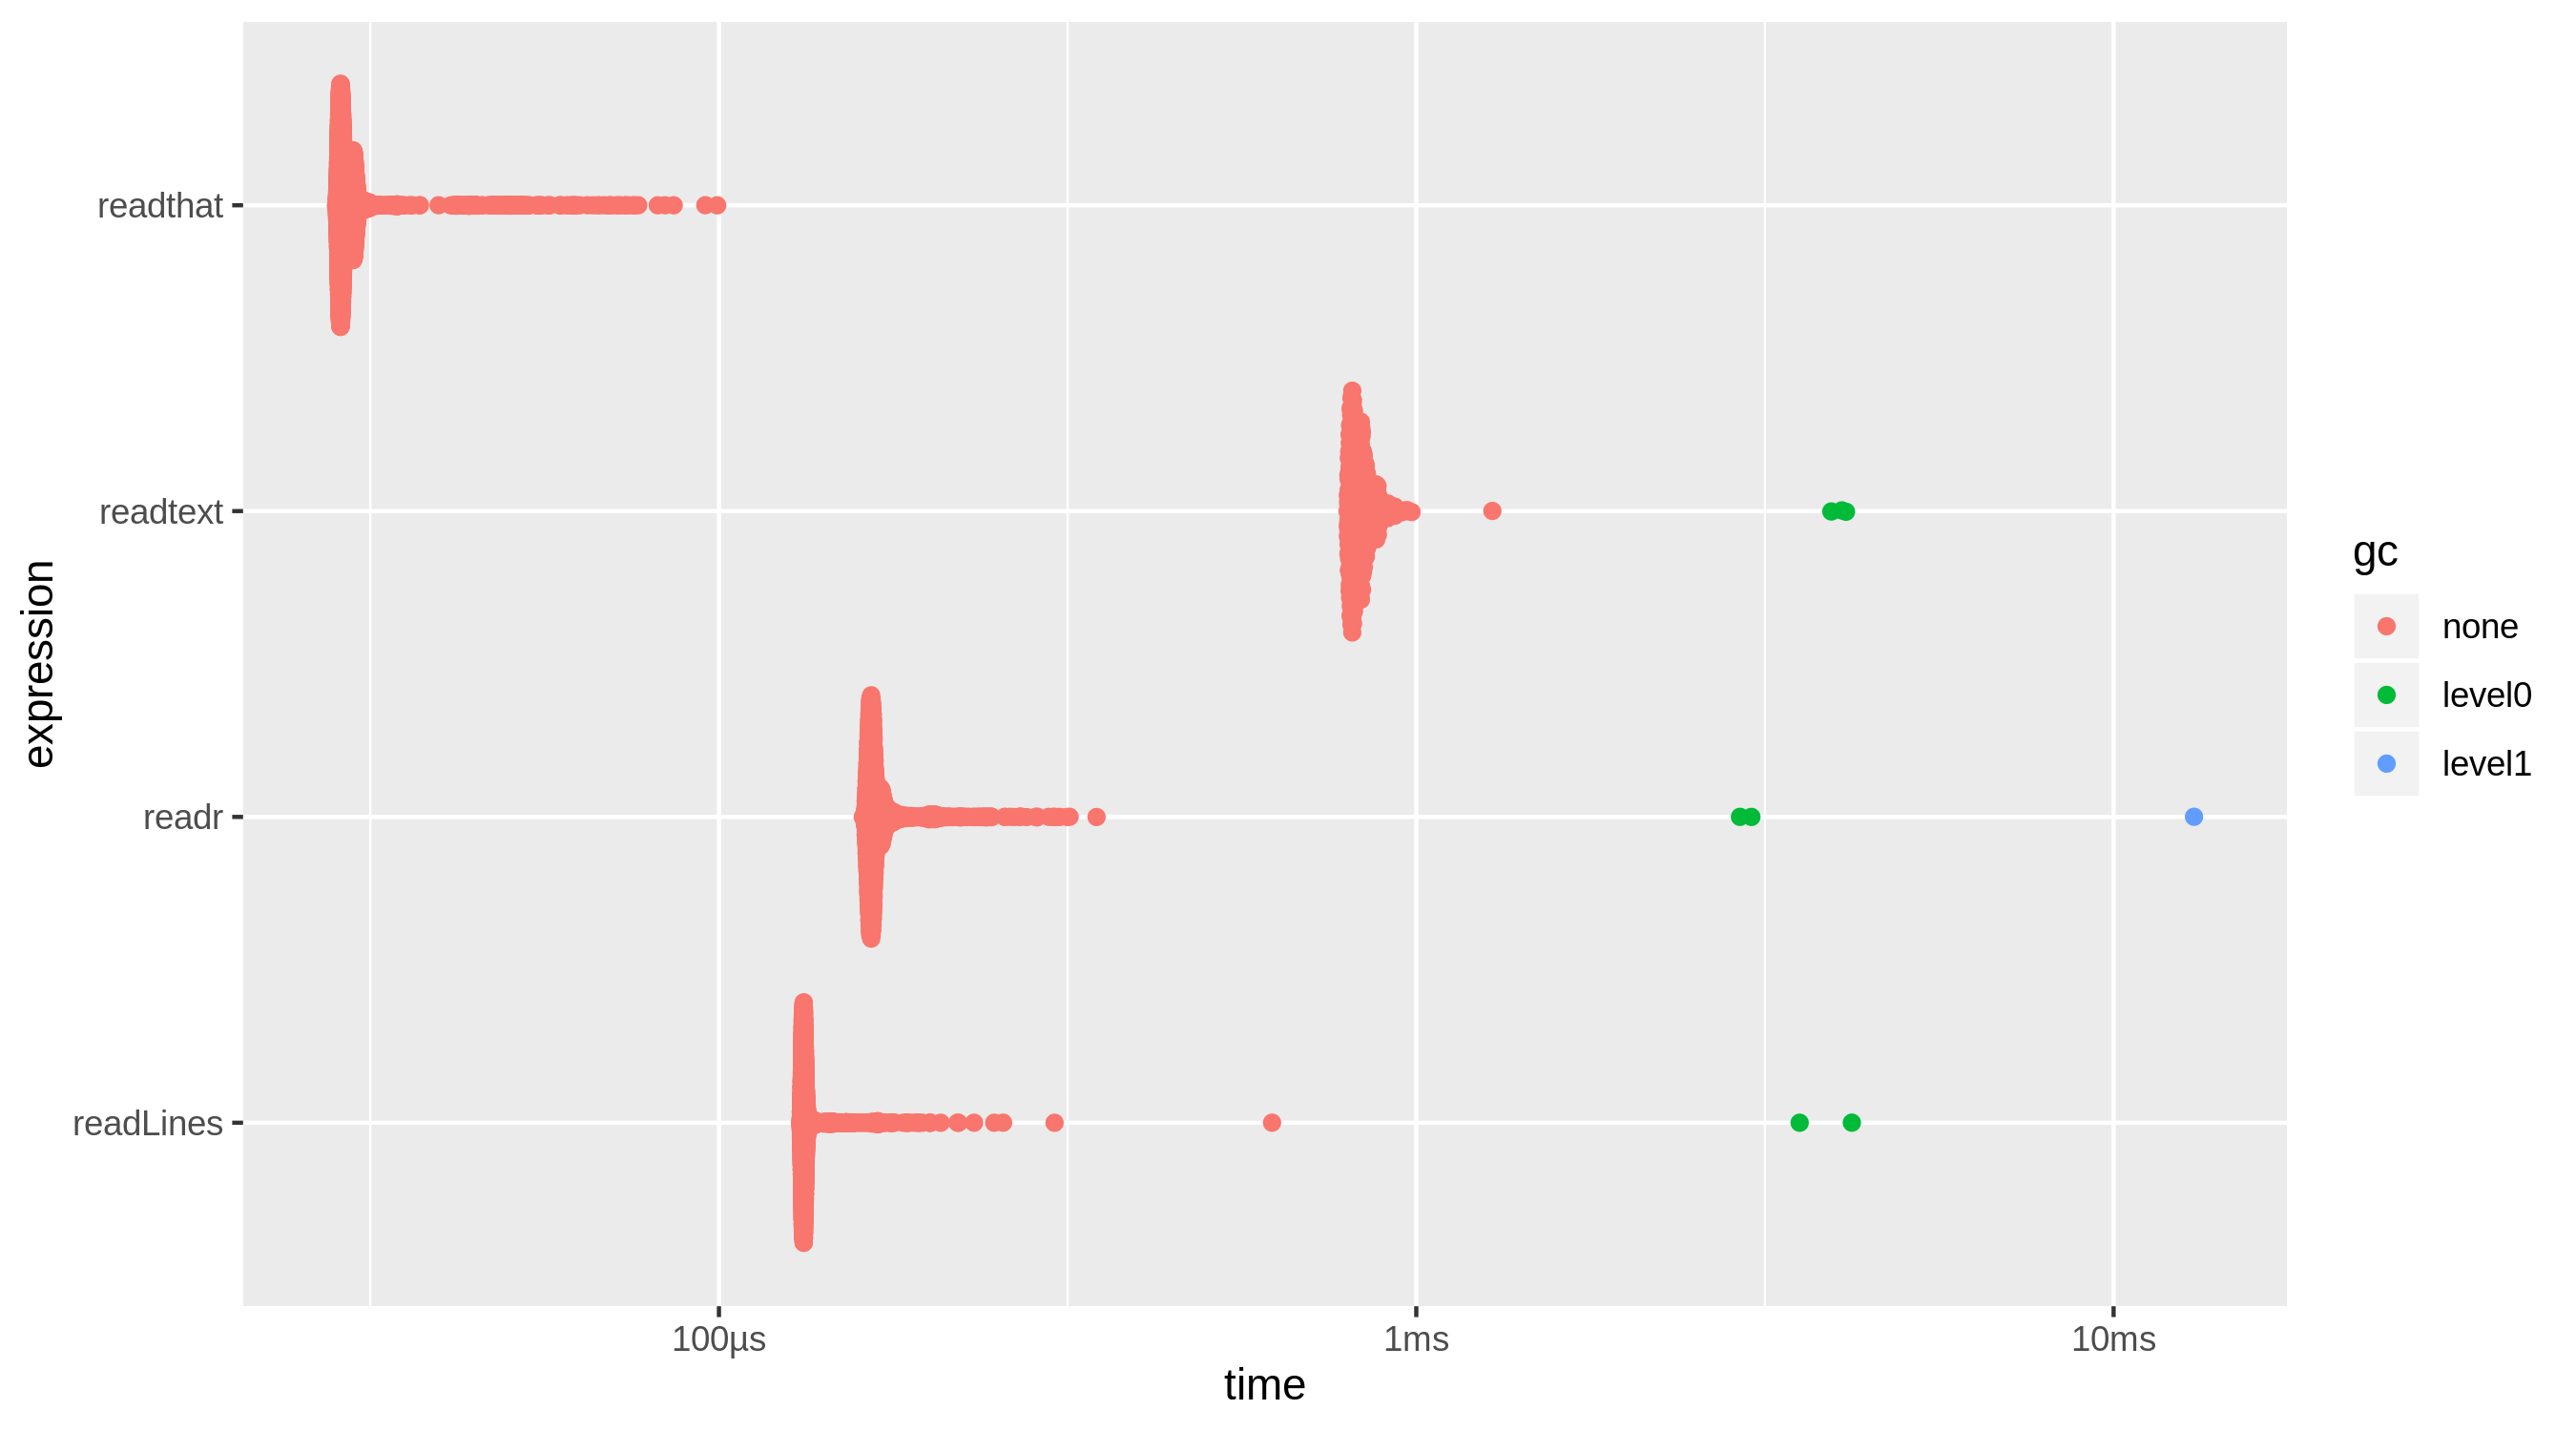 readthat
readtext
readr
readLines
expression
100µs
1ms
10ms
time
gc
none
level0
level1